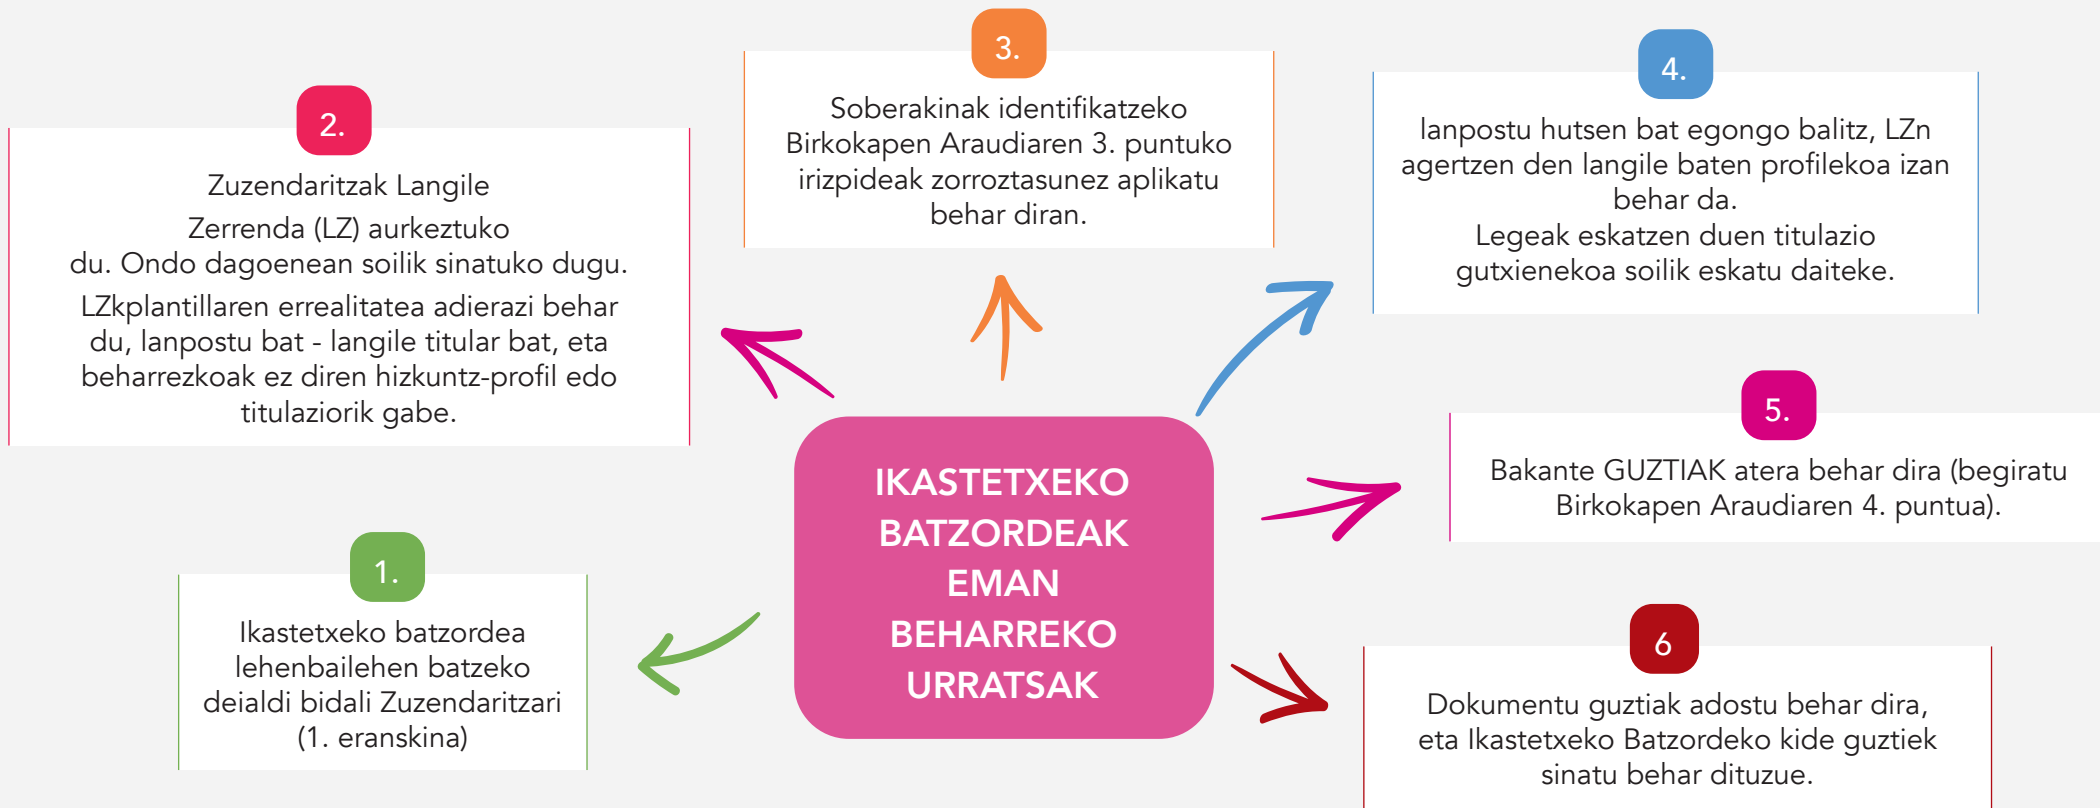 IKASTETXEKO
BATZORDEAK
EMAN
BEHARREKO
URRATSAK
1.
Ikastetxeko batzordea
lehenbailehen batzeko
deialdi bidali Zuzendaritzari
(1. eranskina)
2.
Zuzendaritzak Langile
Zerrenda (LZ) aurkeztuko
du. Ondo dagoenean soilik sinatuko dugu.
LZkplantillaren errealitatea adierazi behar
du, lanpostu bat - langile titular bat, eta
beharrezkoak ez diren hizkuntz-profil edo
titulaziorik gabe.
3.
Soberakinak identifikatzeko
Birkokapen Araudiaren 3. puntuko
irizpideak zorroztasunez aplikatu
behar diran.
4.
lanpostu hutsen bat egongo balitz, LZn
agertzen den langile baten profilekoa izan
behar da.
Legeak eskatzen duen titulazio
gutxienekoa soilik eskatu daiteke.
5.
Bakante GUZTIAK atera behar dira (begiratu
Birkokapen Araudiaren 4. puntua).
6
Dokumentu guztiak adostu behar dira,
eta Ikastetxeko Batzordeko kide guztiek
sinatu behar dituzue.